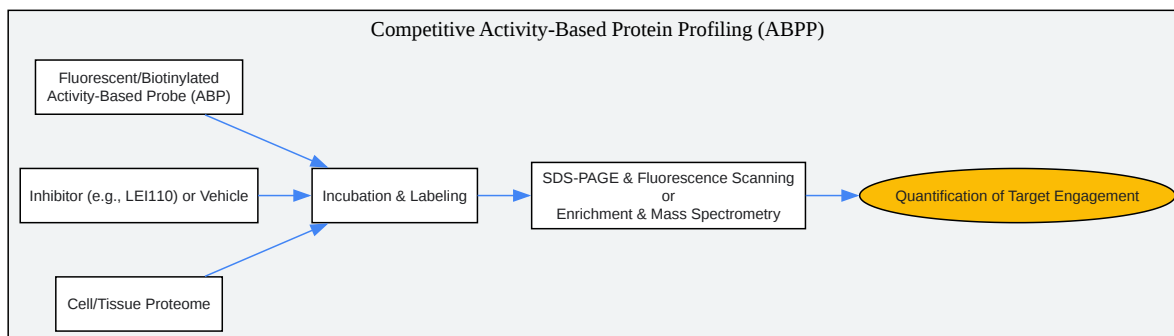 Competitive Activity-Based Protein Profiling (ABPP)
Fluorescent/Biotinylated
Activity-Based Probe (ABP)
Inhibitor (e.g., LEI110) or Vehicle
Cell/Tissue Proteome
Incubation & Labeling
SDS-PAGE & Fluorescence Scanning
or
Enrichment & Mass Spectrometry
Quantification of Target Engagement